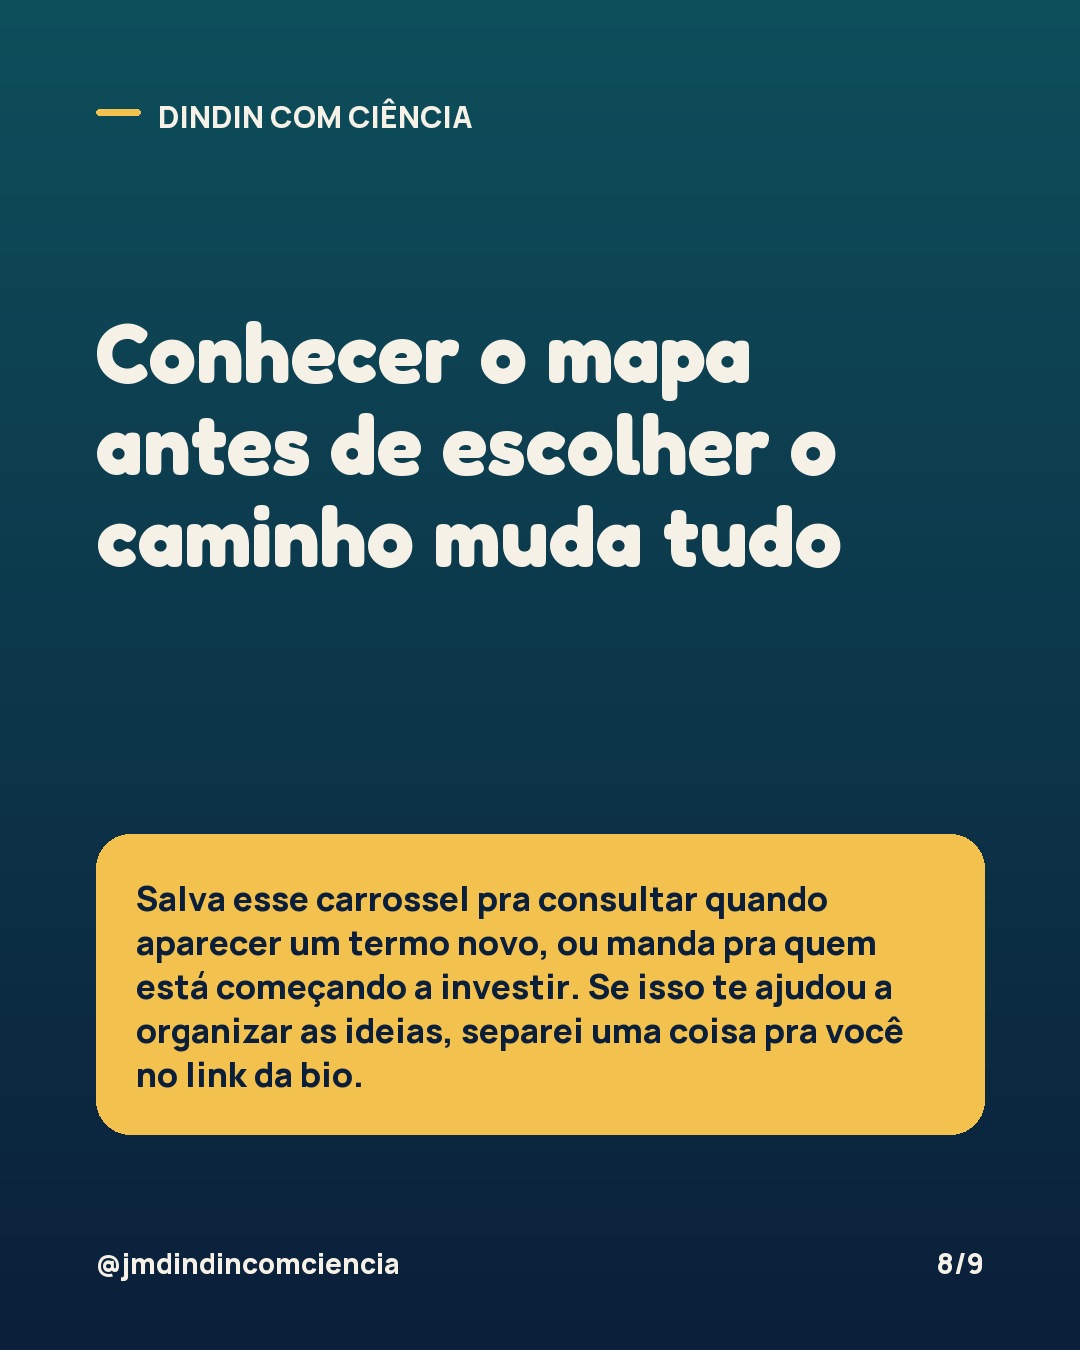 DINDIN COM CIÊNCIA
Conhecer o mapa
antes de escolher o
caminho muda tudo
Salva esse carrossel pra consultar quando
aparecer um termo novo, ou manda pra quem
está começando a investir. Se isso te ajudou a
organizar as ideias, separei uma coisa pra você
no link da bio.
@jmdindincomciencia
8/9